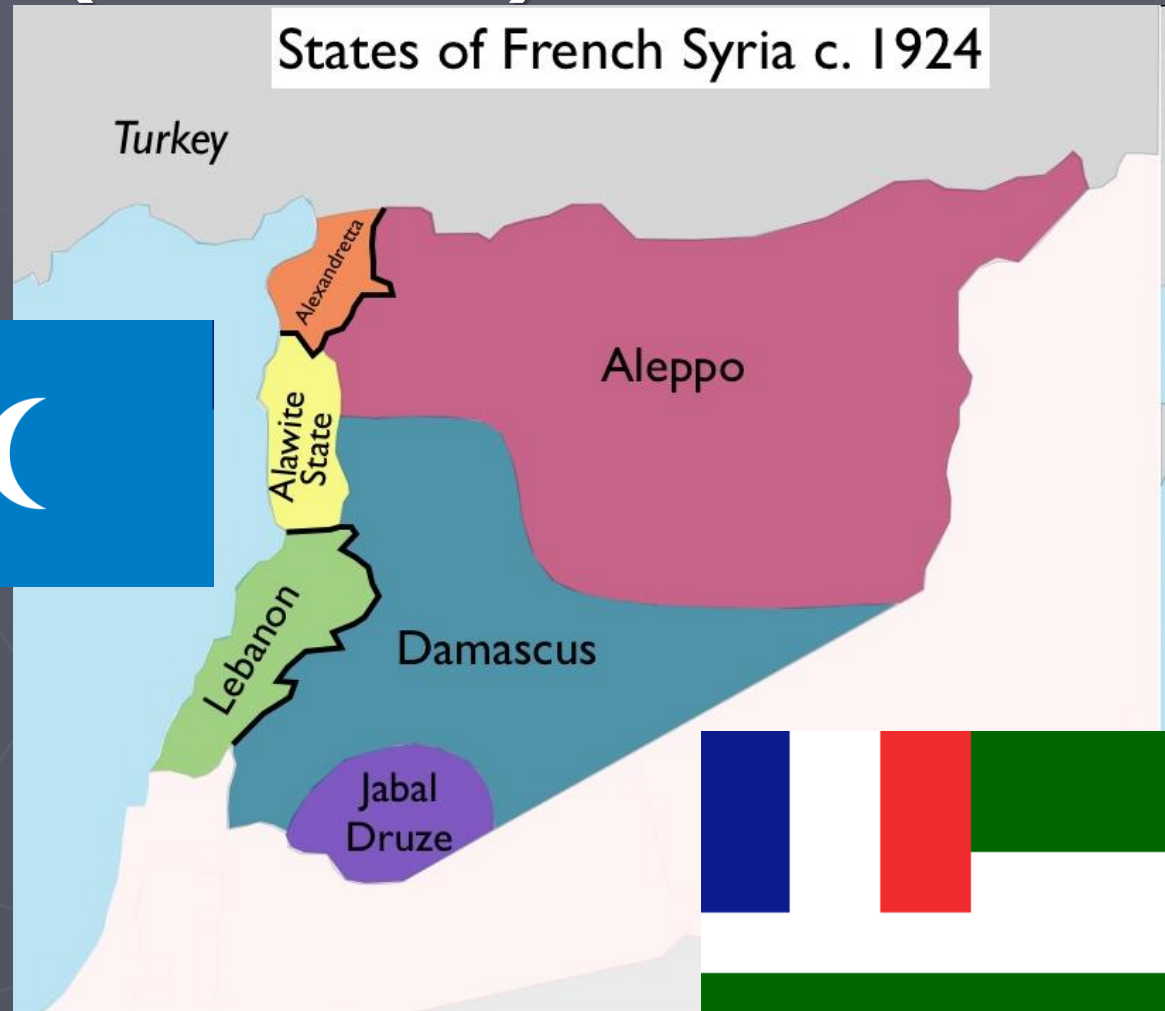 States of French Syria c. 1924
Turkey
Alexandretta
Aleppo
Alawite
State
Lebanon
Damascus
Jabal
Druze